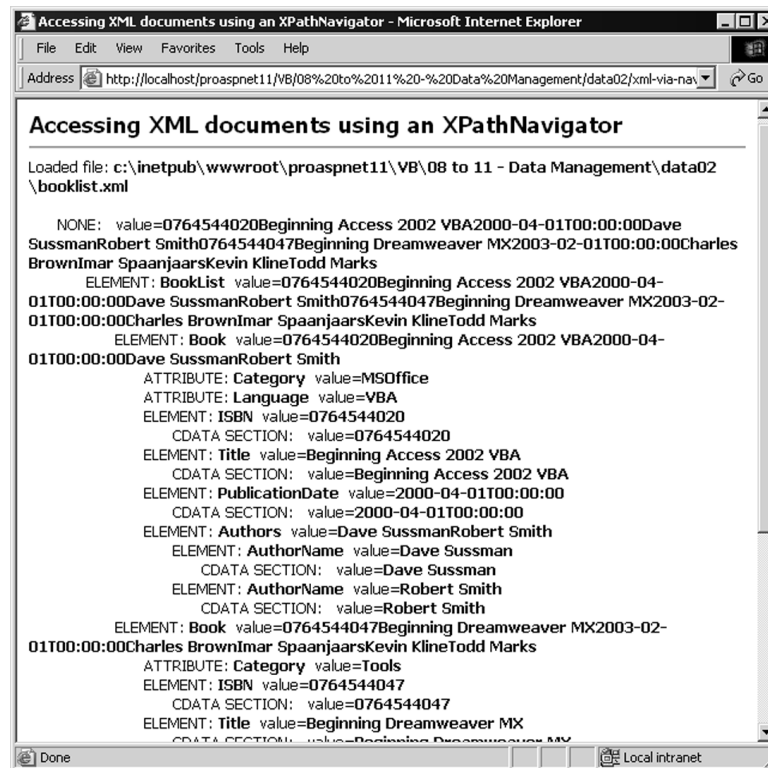 Accessing XML documents using an XPathNavigator - Microsoft Internet Explorer
File Edit View Favorites Tools Help
Address http://localhost/proaspnet11/VB/08%20to%2011%20-%20Data%20Management/data02/xml-via-nav Go
Accessing XML documents using an XPathNavigator
Loaded file: c:\inetpub\wwwroot\proaspnet11\VB\08 to 11 - Data Management\data02
\booklist.xml
NONE: value=0764544020Beginning Access 2002 VBA2000-04-01T00:00:00Dave
SussmanRobert Smith0764544047Beginning Dreamweaver MX2003-02-01T00:00:00Charles
BrownImar SpaanjaarsKevin KlineTodd Marks
ELEMENT: BookList value=0764544020Beginning Access 2002 VBA2000-04-
01T00:00:00Dave SussmanRobert Smith0764544047Beginning Dreamweaver MX2003-02-
01T00:00:00Charles BrownImar SpaanjaarsKevin KlineTodd Marks
ELEMENT: Book value=0764544020Beginning Access 2002 VBA2000-04-
01T00:00:00Dave SussmanRobert Smith
ATTRIBUTE: Category value=MSOffice
ATTRIBUTE: Language value=VBA
ELEMENT: ISBN value=0764544020
CDATA SECTION: value=0764544020
ELEMENT: Title value=Beginning Access 2002 VBA
CDATA SECTION: value=Beginning Access 2002 VBA
ELEMENT: PublicationDate value=2000-04-01T00:00:00
CDATA SECTION: value=2000-04-01T00:00:00
ELEMENT: Authors value=Dave SussmanRobert Smith
ELEMENT: AuthorName value=Dave Sussman
CDATA SECTION: value=Dave Sussman
ELEMENT: AuthorName value=Robert Smith
CDATA SECTION: value=Robert Smith
ELEMENT: Book value=0764544047Beginning Dreamweaver MX2003-02-
01T00:00:00Charles BrownImar SpaanjaarsKevin KlineTodd Marks
ATTRIBUTE: Category value=Tools
ELEMENT: ISBN value=0764544047
CDATA SECTION: value=0764544047
ELEMENT: Title value=Beginning Dreamweaver MX
CDATA SECTION: value=Beginning Dreamweaver MX
Done Local intranet